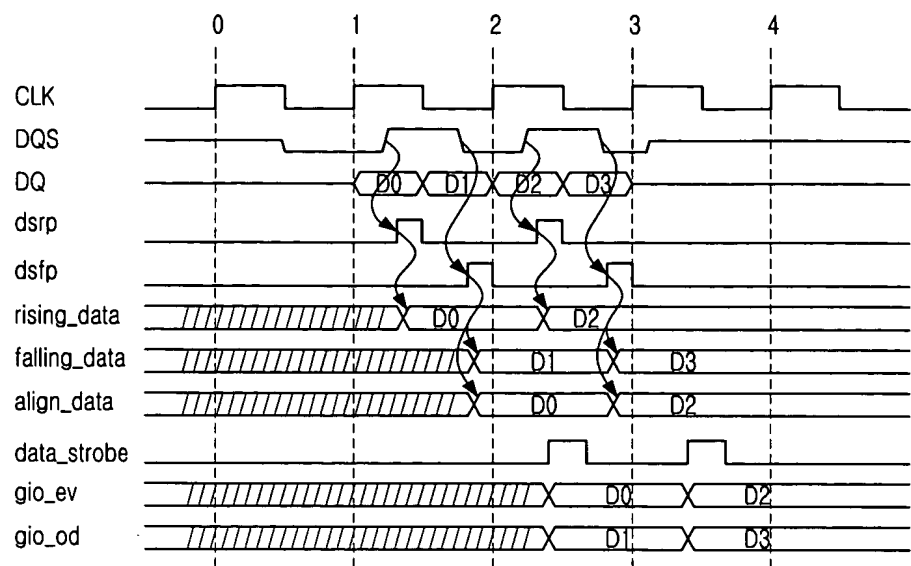 0 1 2 3 4
CLK
DQS
DQ D0 D1 D2 D3
dsrp
dsfp
rising_data D0 D2
falling_data D1 D3
align_data D0 D2
data_strobe
gio_ev D0 D2
gio_od D1 D3